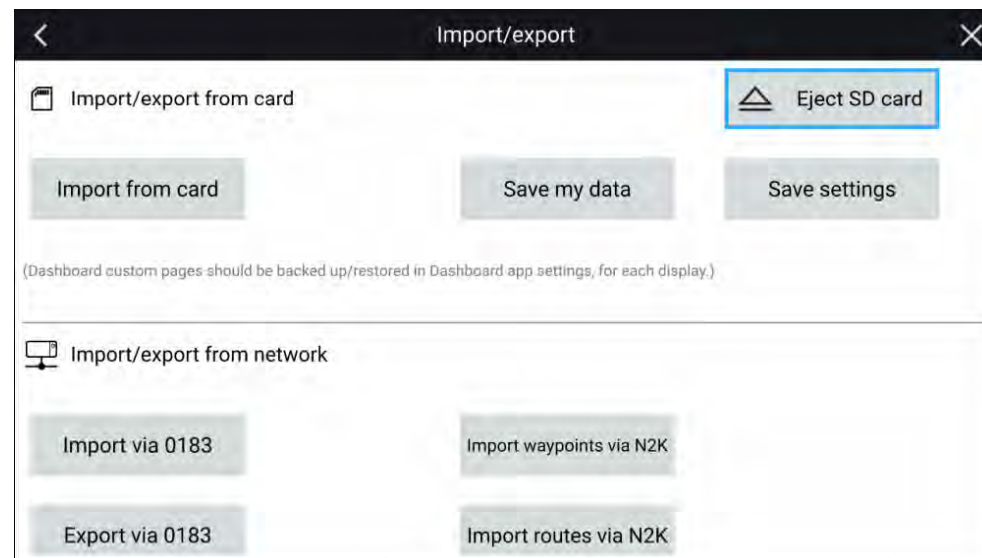 Import/export
Import/export from card
Eject SD card
Import from card
Save my data
Save settings
(Dashboard custom pages should be backed up/restored in Dashboard app settings, for each display.)
Import/export from network
Import via 0183
Import waypoints via N2K
Export via 0183
Import routes via N2K